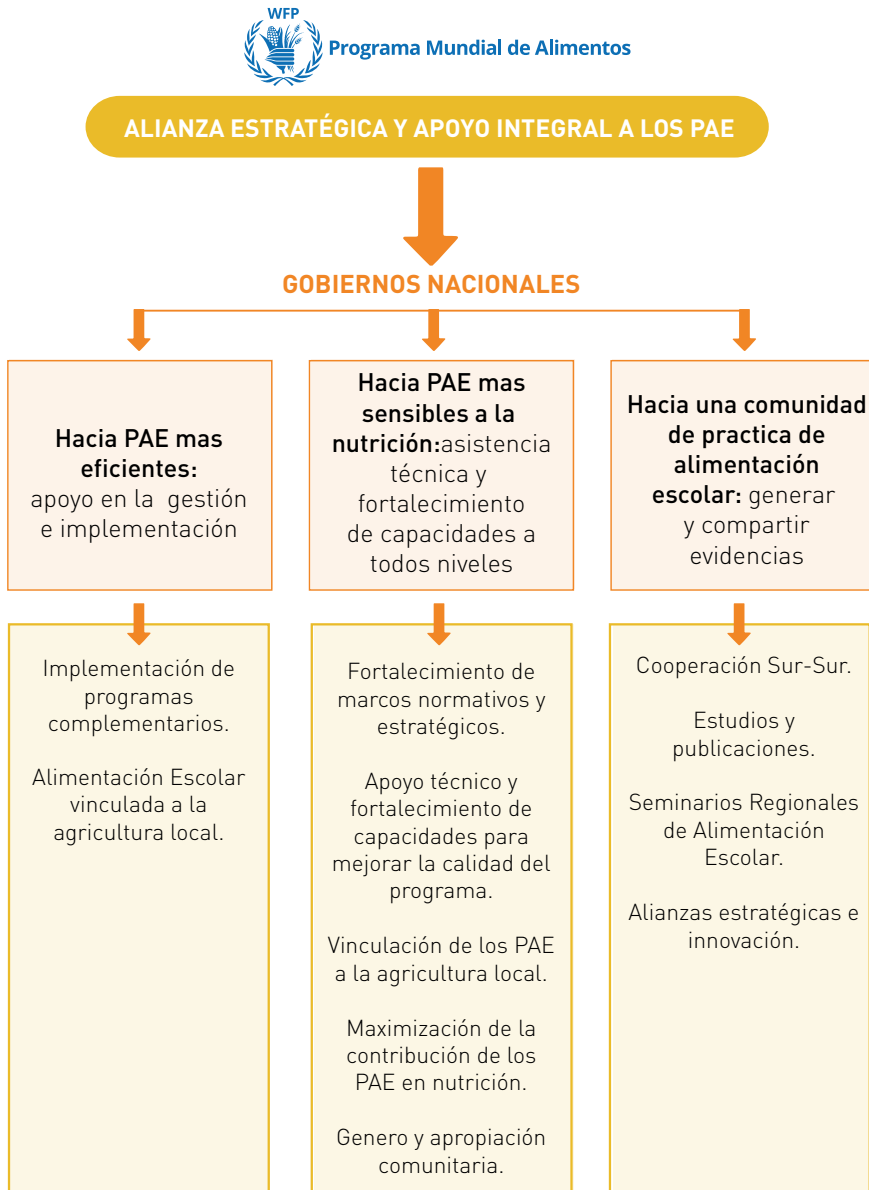 WFP
Programa Mundial de Alimentos
ALIANZA ESTRATÉGICA Y APOYO INTEGRAL A LOS PAE
GOBIERNOS NACIONALES
Hacia PAE mas
eficientes:
apoyo en la gestión
e implementación
Hacia PAE mas
sensibles a la
nutrición:asistencia
técnica y
fortalecimiento
de capacidades a
todos niveles
Hacia una comunidad
de practica de
alimentación
escolar: generar
y compartir
evidencias
Implementación de
programas
complementarios.
Alimentación Escolar
vinculada a la
agricultura local.
Fortalecimiento de
marcos normativos y
estratégicos.
Apoyo técnico y
fortalecimiento de
capacidades para
mejorar la calidad del
programa.
Vinculación de los PAE
a la agricultura local.
Maximización de la
contribución de los
PAE en nutrición.
Genero y apropiación
comunitaria.
Cooperación Sur-Sur.
Estudios y
publicaciones.
Seminarios Regionales
de Alimentación
Escolar.
Alianzas estratégicas e
innovación.